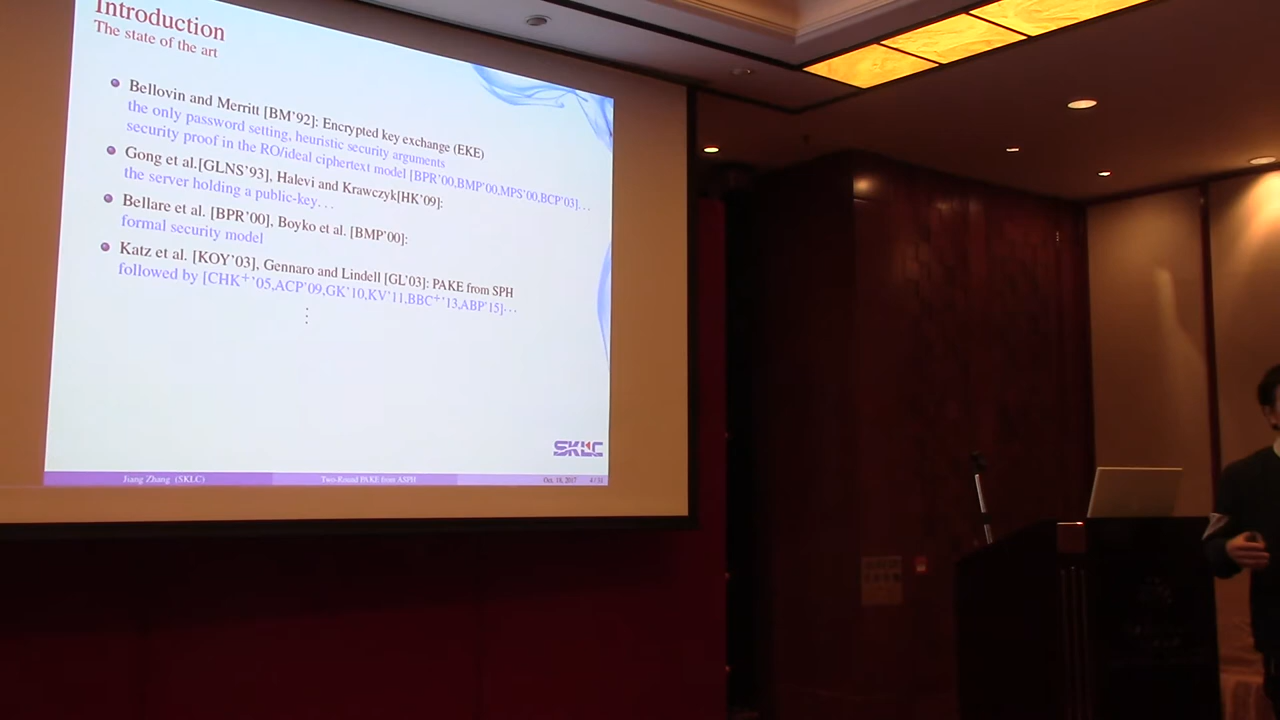 Introduction
The state of the art
Bellovin and Merritt [BM'92]: Encrypted key exchange (EKE)
the only password setting, heuristic security arguments
security proof in the RO/ideal ciphertext model [BPR'00,BMP'00,MPS'00,BCP'03]...
Gong et al.[GLNS'93], Halevi and Krawczyk[HK'09]:
the server holding a public-key...
Bellare et al. [BPR'00], Boyko et al. [BMP'00]:
formal security model
Katz et al. [KOY'03], Gennaro and Lindell [GL'03]: PAKE from SPH
followed by [CHK+'05,ACP'09,GK'10,KV'11,BBC+'13,ABP'15]···
⋮
SKLC
Jiang Zhang (SKLC) Two-Round PAKE from ASPH Oct. 18, 2017